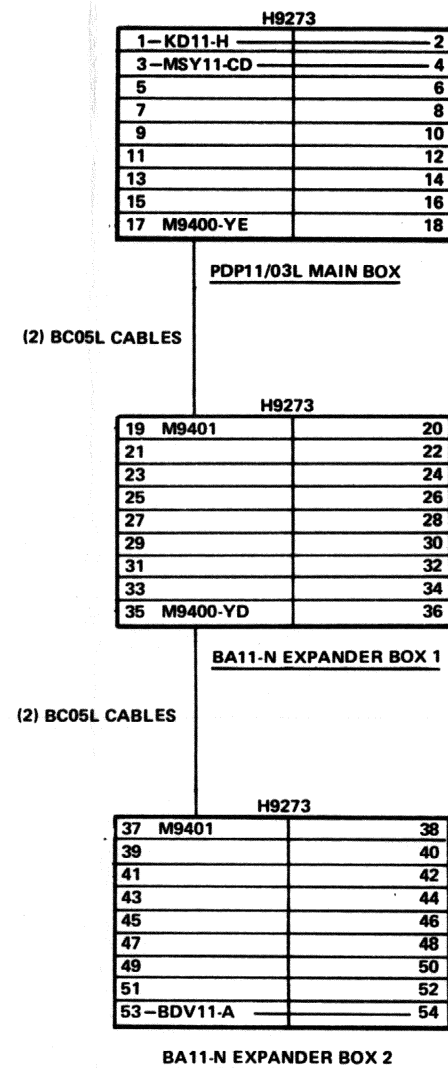 H9273
1–KD11-H 2
3–MSY11-CD 4
5 6
7 8
9 10
11 12
13 14
15 16
17 M9400-YE 18
PDP11/03L MAIN BOX
(2) BC05L CABLES
H9273
19 M9401 20
21 22
23 24
25 26
27 28
29 30
31 32
33 34
35 M9400-YD 36
BA11-N EXPANDER BOX 1
(2) BC05L CABLES
H9273
37 M9401 38
39 40
41 42
43 44
45 46
47 48
49 50
51 52
53–BDV11-A 54
BA11-N EXPANDER BOX 2